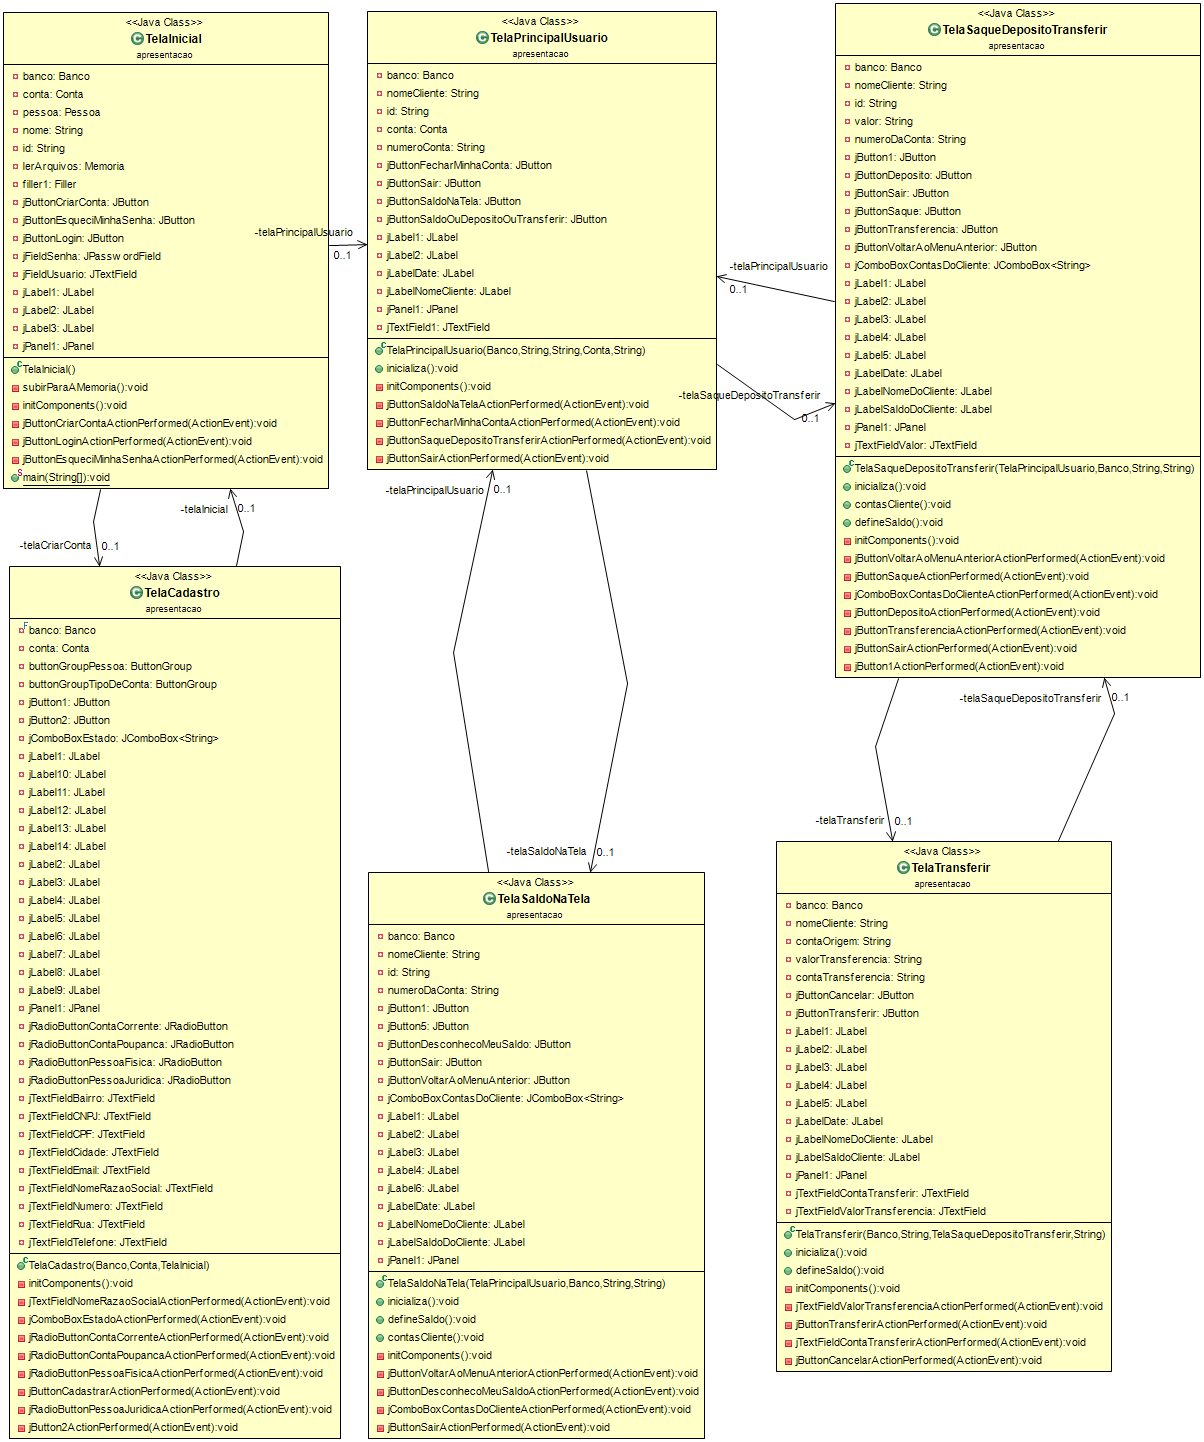 <<Java Class>>
TelaInicial
apresentacao
banco: Banco
conta: Conta
pessoa: Pessoa
nome: String
id: String
lerArquivos: Memoria
filler1: Filler
jButtonCriarConta: JButton
jButtonEsqueciMinhaSenha: JButton
jButtonLogin: JButton
jFieldSenha: JPasswordField
jFieldUsuario: JTextField
jLabel1: JLabel
jLabel2: JLabel
jLabel3: JLabel
jPanel1: JPanel
TelaInicial()
subirParaAMemoria():void
initComponents():void
jButtonCriarContaActionPerformed(ActionEvent):void
jButtonLoginActionPerformed(ActionEvent):void
jButtonEsqueciMinhaSenhaActionPerformed(ActionEvent):void
main(String[]):void
-telaPrincipalUsuario
0..1
<<Java Class>>
TelaPrincipalUsuario
apresentacao
banco: Banco
nomeCliente: String
id: String
conta: Conta
numeroConta: String
jButtonFecharMinhaConta: JButton
jButtonSair: JButton
jButtonSaldoNaTela: JButton
jButtonSaldoOuDepositoOuTransferir: JButton
jLabel1: JLabel
jLabel2: JLabel
jLabelDate: JLabel
jLabelNomeCliente: JLabel
jPanel1: JPanel
jTextField1: JTextField
TelaPrincipalUsuario(Banco,String,String,Conta,String)
inicializa():void
initComponents():void
jButtonSaldoNaTelaActionPerformed(ActionEvent):void
jButtonFecharMinhaContaActionPerformed(ActionEvent):void
jButtonSaqueDepositoTransferirActionPerformed(ActionEvent):void
jButtonSairActionPerformed(ActionEvent):void
-telaPrincipalUsuario
0..1
-telaSaqueDepositoTransferir
0..1
<<Java Class>>
TelaSaqueDepositoTransferir
apresentacao
banco: Banco
nomeCliente: String
id: String
valor: String
numeroDaConta: String
jButton1: JButton
jButtonDeposito: JButton
jButtonSair: JButton
jButtonSaque: JButton
jButtonTransferencia: JButton
jButtonVoltarAoMenuAnterior: JButton
jComboBoxContasDoCliente: JComboBox<String>
jLabel1: JLabel
jLabel2: JLabel
jLabel3: JLabel
jLabel4: JLabel
jLabel5: JLabel
jLabelDate: JLabel
jLabelNomeDoCliente: JLabel
jLabelSaldoDoCliente: JLabel
jPanel1: JPanel
jTextFieldValor: JTextField
TelaSaqueDepositoTransferir(TelaPrincipalUsuario,Banco,String,String)
inicializa():void
contasCliente():void
defineSaldo():void
initComponents():void
jButtonVoltarAoMenuAnteriorActionPerformed(ActionEvent):void
jButtonSaqueActionPerformed(ActionEvent):void
jComboBoxContasDoClienteActionPerformed(ActionEvent):void
jButtonDepositoActionPerformed(ActionEvent):void
jButtonTransferenciaActionPerformed(ActionEvent):void
jButtonSairActionPerformed(ActionEvent):void
jButton1ActionPerformed(ActionEvent):void
-telaCriarConta
0..1
-telaInicial
0..1
<<Java Class>>
TelaCadastro
apresentacao
banco: Banco
conta: Conta
buttonGroupPessoa: ButtonGroup
buttonGroupTipoDeConta: ButtonGroup
jButton1: JButton
jButton2: JButton
jComboBoxEstado: JComboBox<String>
jLabel1: JLabel
jLabel10: JLabel
jLabel11: JLabel
jLabel12: JLabel
jLabel13: JLabel
jLabel14: JLabel
jLabel2: JLabel
jLabel3: JLabel
jLabel4: JLabel
jLabel5: JLabel
jLabel6: JLabel
jLabel7: JLabel
jLabel8: JLabel
jLabel9: JLabel
jPanel1: JPanel
jRadioButtonContaCorrente: JRadioButton
jRadioButtonContaPoupanca: JRadioButton
jRadioButtonPessoaFisica: JRadioButton
jRadioButtonPessoaJuridica: JRadioButton
jTextFieldBairro: JTextField
jTextFieldCNPJ: JTextField
jTextFieldCPF: JTextField
jTextFieldCidade: JTextField
jTextFieldEmail: JTextField
jTextFieldNomeRazaoSocial: JTextField
jTextFieldNumero: JTextField
jTextFieldRua: JTextField
jTextFieldTelefone: JTextField
TelaCadastro(Banco,Conta,TelaInicial)
initComponents():void
jTextFieldNomeRazaoSocialActionPerformed(ActionEvent):void
jComboBoxEstadoActionPerformed(ActionEvent):void
jRadioButtonContaCorrenteActionPerformed(ActionEvent):void
jRadioButtonContaPoupancaActionPerformed(ActionEvent):void
jRadioButtonPessoaFisicaActionPerformed(ActionEvent):void
jButtonCadastrarActionPerformed(ActionEvent):void
jRadioButtonPessoaJuridicaActionPerformed(ActionEvent):void
jButton2ActionPerformed(ActionEvent):void
-telaPrincipalUsuario
0..1
-telaSaldoNaTela
0..1
<<Java Class>>
TelaSaldoNaTela
apresentacao
banco: Banco
nomeCliente: String
id: String
numeroDaConta: String
jButton1: JButton
jButton5: JButton
jButtonDesconhecoMeuSaldo: JButton
jButtonSair: JButton
jButtonVoltarAoMenuAnterior: JButton
jComboBoxContasDoCliente: JComboBox<String>
jLabel1: JLabel
jLabel2: JLabel
jLabel3: JLabel
jLabel4: JLabel
jLabel6: JLabel
jLabelDate: JLabel
jLabelNomeDoCliente: JLabel
jLabelSaldoDoCliente: JLabel
jPanel1: JPanel
TelaSaldoNaTela(TelaPrincipalUsuario,Banco,String,String)
inicializa():void
defineSaldo():void
contasCliente():void
initComponents():void
jButtonVoltarAoMenuAnteriorActionPerformed(ActionEvent):void
jButtonDesconhecoMeuSaldoActionPerformed(ActionEvent):void
jComboBoxContasDoClienteActionPerformed(ActionEvent):void
jButtonSairActionPerformed(ActionEvent):void
-telaSaqueDepositoTransferir
0..1
-telaTransferir
0..1
<<Java Class>>
TelaTransferir
apresentacao
banco: Banco
nomeCliente: String
contaOrigem: String
valorTransferencia: String
contaTransferencia: String
jButtonCancelar: JButton
jButtonTransferir: JButton
jLabel1: JLabel
jLabel2: JLabel
jLabel3: JLabel
jLabel4: JLabel
jLabel5: JLabel
jLabelDate: JLabel
jLabelNomeDoCliente: JLabel
jLabelSaldoCliente: JLabel
jPanel1: JPanel
jTextFieldContaTransferir: JTextField
jTextFieldValorTransferencia: JTextField
TelaTransferir(Banco,String,TelaSaqueDepositoTransferir,String)
inicializa():void
defineSaldo():void
initComponents():void
jTextFieldValorTransferenciaActionPerformed(ActionEvent):void
jButtonTransferirActionPerformed(ActionEvent):void
jTextFieldContaTransferirActionPerformed(ActionEvent):void
jButtonCancelarActionPerformed(ActionEvent):void